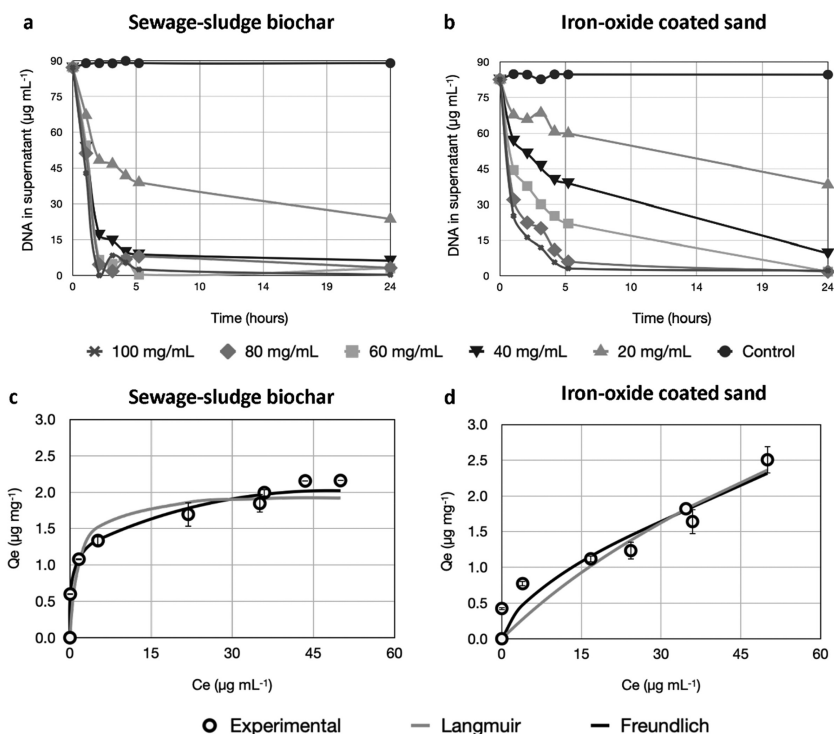 a Sewage-sludge biochar
b Iron-oxide coated sand
DNA in supernatant (µg mL⁻¹)
90
75
60
45
30
15
0
0 5 10 14 19 24
Time (hours)
DNA in supernatant (µg mL⁻¹)
90
75
60
45
30
15
0
0 5 10 14 19 24
Time (hours)
100 mg/mL 80 mg/mL 60 mg/mL 40 mg/mL 20 mg/mL Control
c Sewage-sludge biochar
d Iron-oxide coated sand
Qe (µg mg⁻¹)
3.0
2.5
2.0
1.5
1.0
0.5
0.0
0 15 30 45 60
Ce (µg mL⁻¹)
Qe (µg mg⁻¹)
3.0
2.5
2.0
1.5
1.0
0.5
0.0
0 15 30 45 60
Ce (µg mL⁻¹)
Experimental Langmuir Freundlich